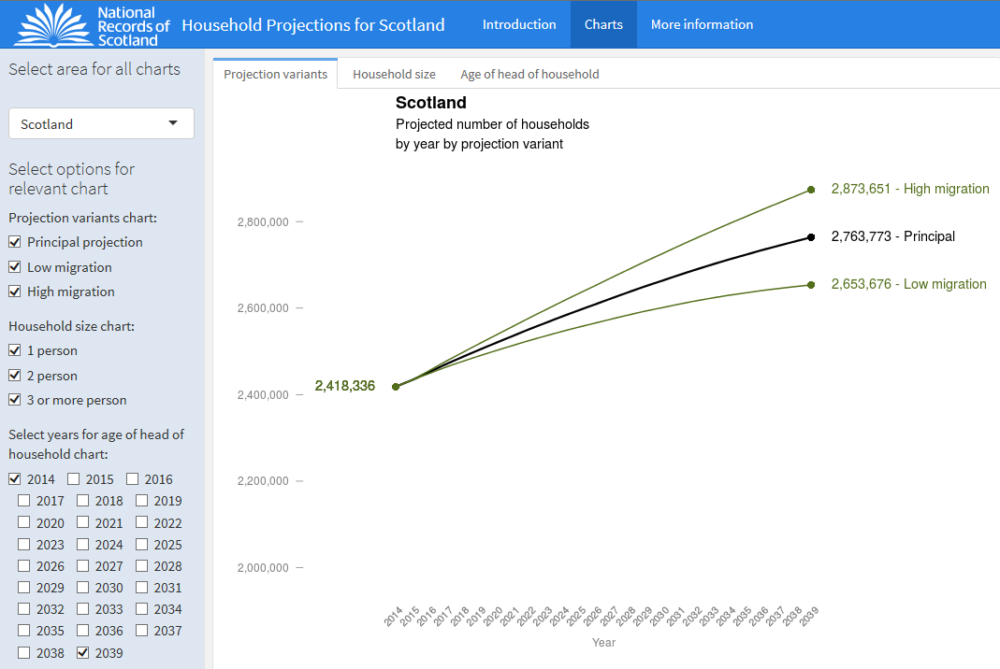 National
Records of
Scotland
Household Projections for Scotland
Introduction
Charts
More information
Select area for all charts
Scotland
Select options for
relevant chart
Projection variants chart:
Principal projection
Low migration
High migration
Household size chart:
1 person
2 person
3 or more person
Select years for age of head of
household chart:
2014 2015 2016
2017 2018 2019
2020 2021 2022
2023 2024 2025
2026 2027 2028
2029 2030 2031
2032 2033 2034
2035 2036 2037
2038 2039
Projection variants
Household size
Age of head of household
Scotland
Projected number of households
by year by projection variant
2,873,651 - High migration
2,800,000
2,763,773 - Principal
2,653,676 - Low migration
2,600,000
2,418,336
2,400,000
2,200,000
2,000,000
2014 2015 2016 2017 2018 2019 2020 2021 2022 2023 2024 2025 2026 2027 2028 2029 2030 2031 2032 2033 2034 2035 2036 2037 2038 2039
Year